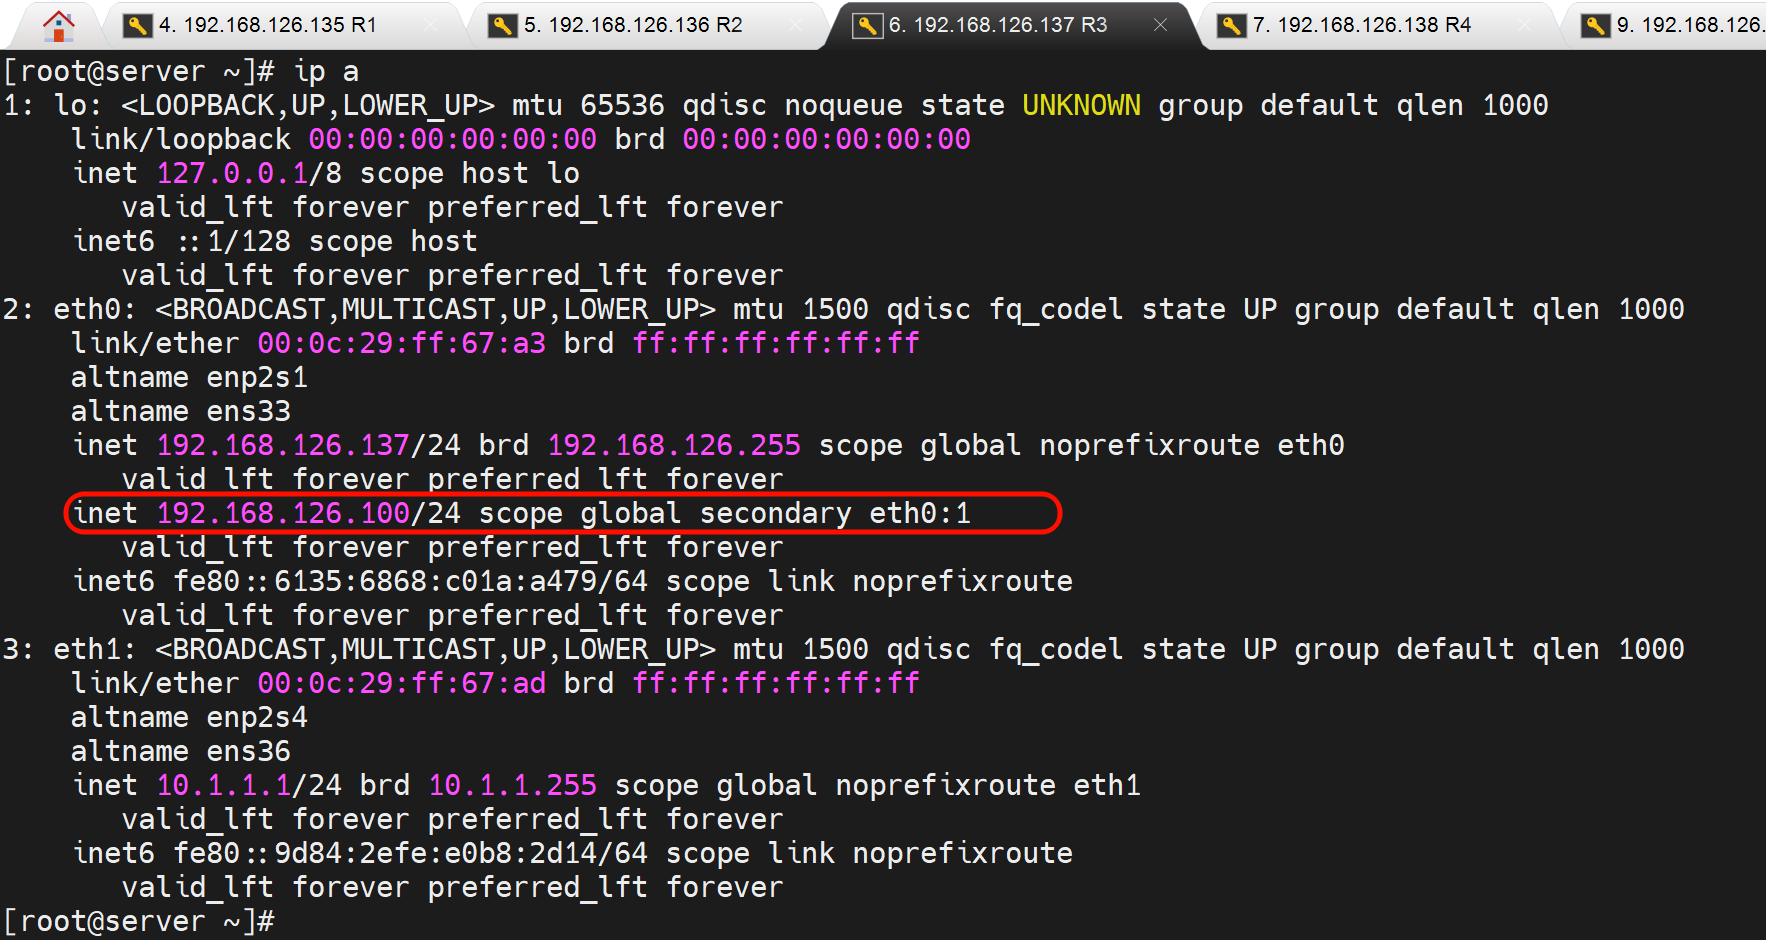 4. 192.168.126.135 R1
5. 192.168.126.136 R2
6. 192.168.126.137 R3
7. 192.168.126.138 R4
9. 192.168.126.
[root@server ~]# ip a
1: lo: <LOOPBACK,UP,LOWER_UP> mtu 65536 qdisc noqueue state UNKNOWN group default qlen 1000
    link/loopback 00:00:00:00:00:00 brd 00:00:00:00:00:00
    inet 127.0.0.1/8 scope host lo
       valid_lft forever preferred_lft forever
    inet6 ::1/128 scope host
       valid_lft forever preferred_lft forever
2: eth0: <BROADCAST,MULTICAST,UP,LOWER_UP> mtu 1500 qdisc fq_codel state UP group default qlen 1000
    link/ether 00:0c:29:ff:67:a3 brd ff:ff:ff:ff:ff:ff
    altname enp2s1
    altname ens33
    inet 192.168.126.137/24 brd 192.168.126.255 scope global noprefixroute eth0
       valid_lft forever preferred_lft forever
    inet 192.168.126.100/24 scope global secondary eth0:1
       valid_lft forever preferred_lft forever
    inet6 fe80::6135:6868:c01a:a479/64 scope link noprefixroute
       valid_lft forever preferred_lft forever
3: eth1: <BROADCAST,MULTICAST,UP,LOWER_UP> mtu 1500 qdisc fq_codel state UP group default qlen 1000
    link/ether 00:0c:29:ff:67:ad brd ff:ff:ff:ff:ff:ff
    altname enp2s4
    altname ens36
    inet 10.1.1.1/24 brd 10.1.1.255 scope global noprefixroute eth1
       valid_lft forever preferred_lft forever
    inet6 fe80::9d84:2efe:e0b8:2d14/64 scope link noprefixroute
       valid_lft forever preferred_lft forever
[root@server ~]#